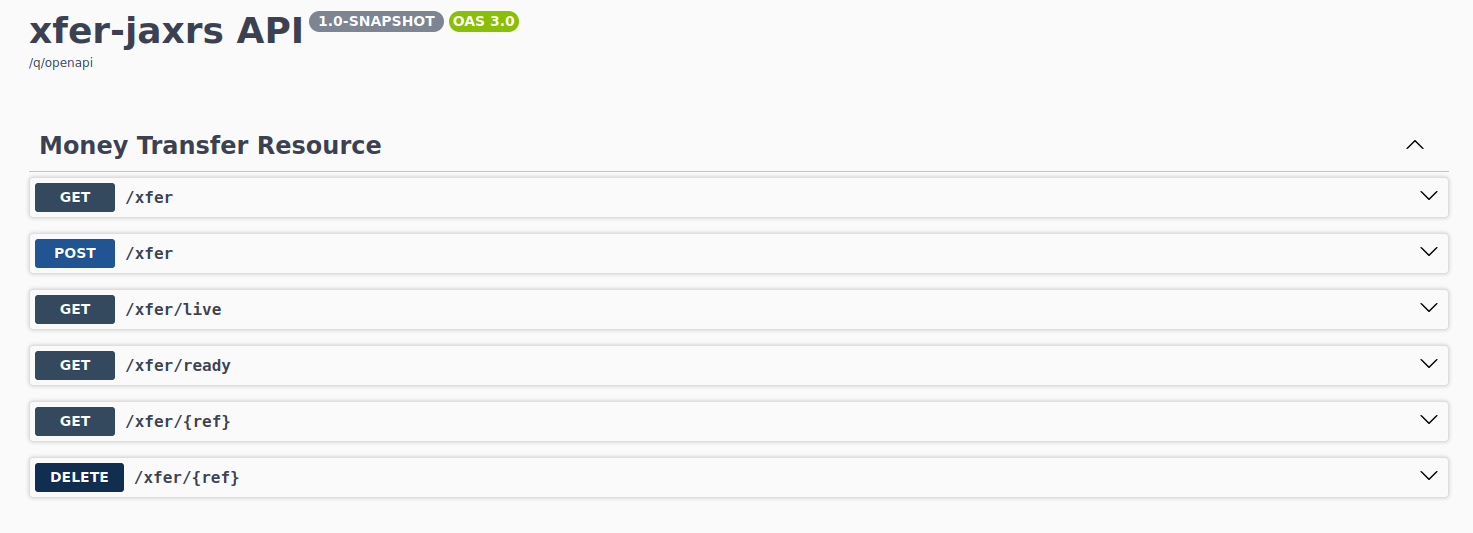 xfer-jaxrs API 1.0-SNAPSHOT OAS 3.0
/q/openapi
Money Transfer Resource
GET /xfer
POST /xfer
GET /xfer/live
GET /xfer/ready
GET /xfer/{ref}
DELETE /xfer/{ref}